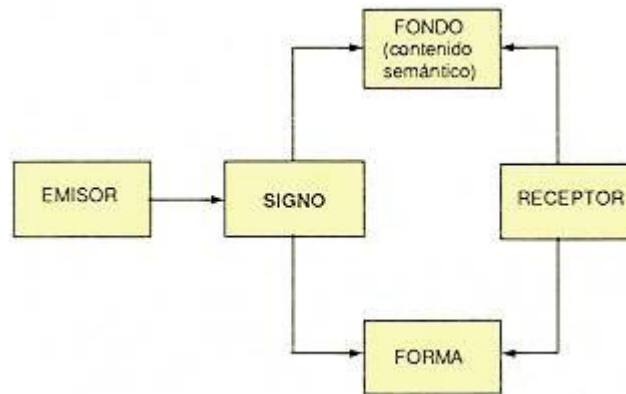 FONDO
(contenido
semántico)
EMISOR
SIGNO
RECEPTOR
FORMA